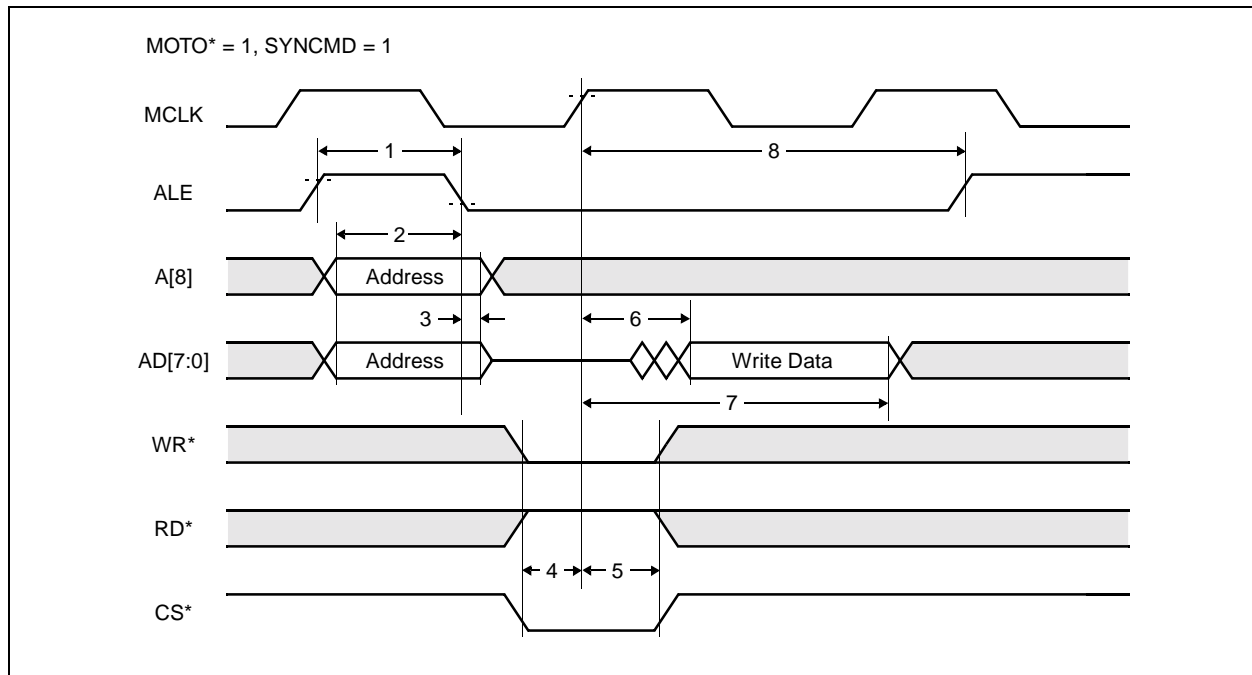 MOTO* = 1, SYNCMD = 1
MCLK
1
8
ALE
2
A[8]
Address
3
6
AD[7:0]
Address
Write Data
7
WR*
RD*
4
5
CS*